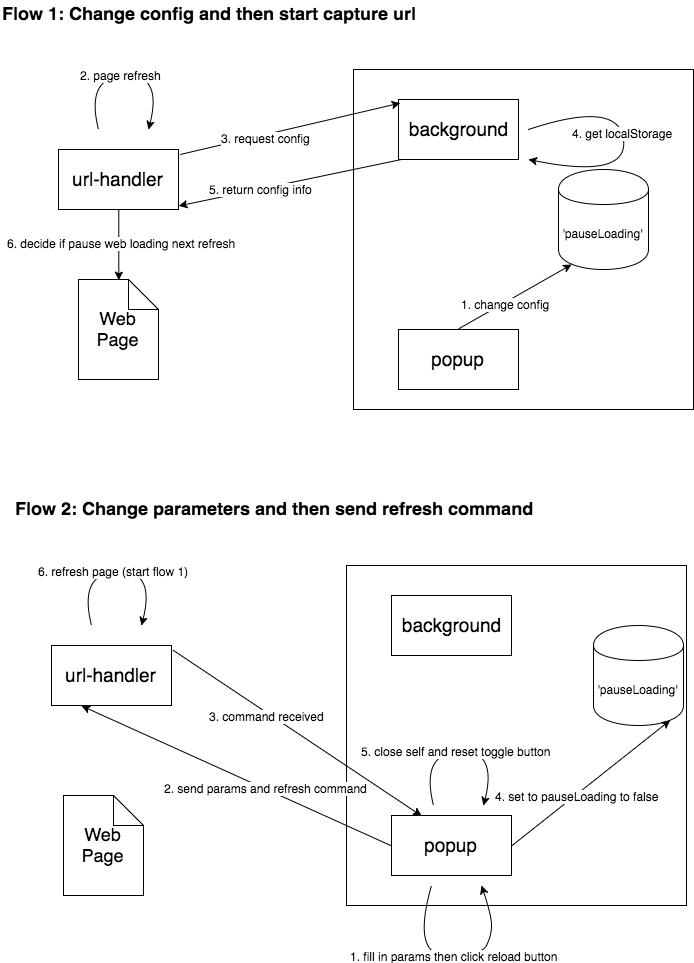 Flow 1: Change config and then start capture url
2. page refresh
background
3. request config
4. get localStorage
url-handler
5. return config info
'pauseLoading'
6. decide if pause web loading next refresh
1. change config
Web
Page
popup
Flow 2: Change parameters and then send refresh command
6. refresh page (start flow 1)
background
url-handler
'pauseLoading'
3. command received
5. close self and reset toggle button
2. send params and refresh command
4. set to pauseLoading to false
Web
Page
popup
1. fill in params then click reload button